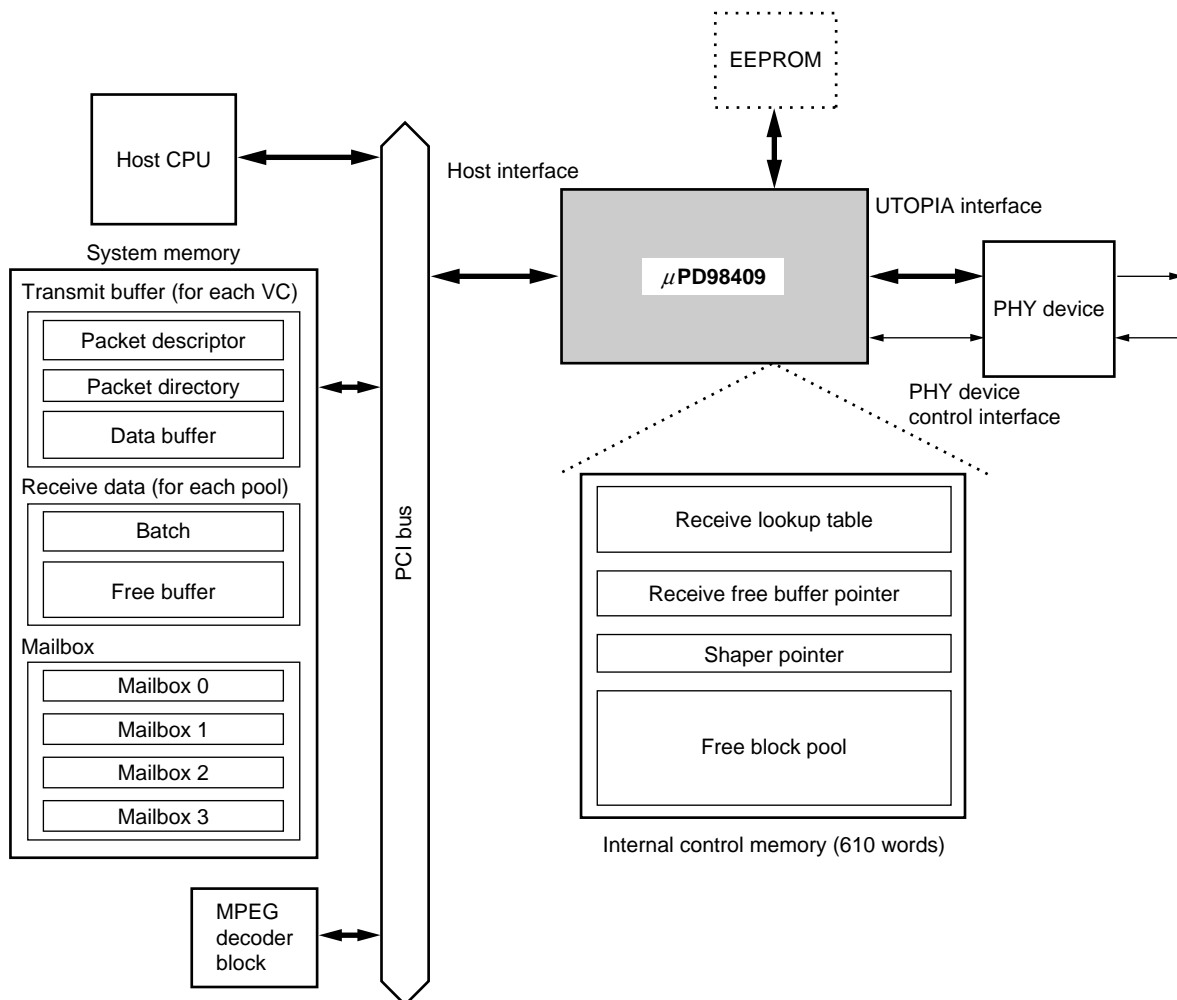 EEPROM
Host CPU
Host interface
UTOPIA interface
System memory
μPD98409
Transmit buffer (for each VC)
Packet descriptor
Packet directory
Data buffer
PHY device
PHY device
control interface
Receive data (for each pool)
Batch
Free buffer
PCI bus
Receive lookup table
Receive free buffer pointer
Shaper pointer
Free block pool
Mailbox
Mailbox 0
Mailbox 1
Mailbox 2
Mailbox 3
Internal control memory (610 words)
MPEG
decoder
block